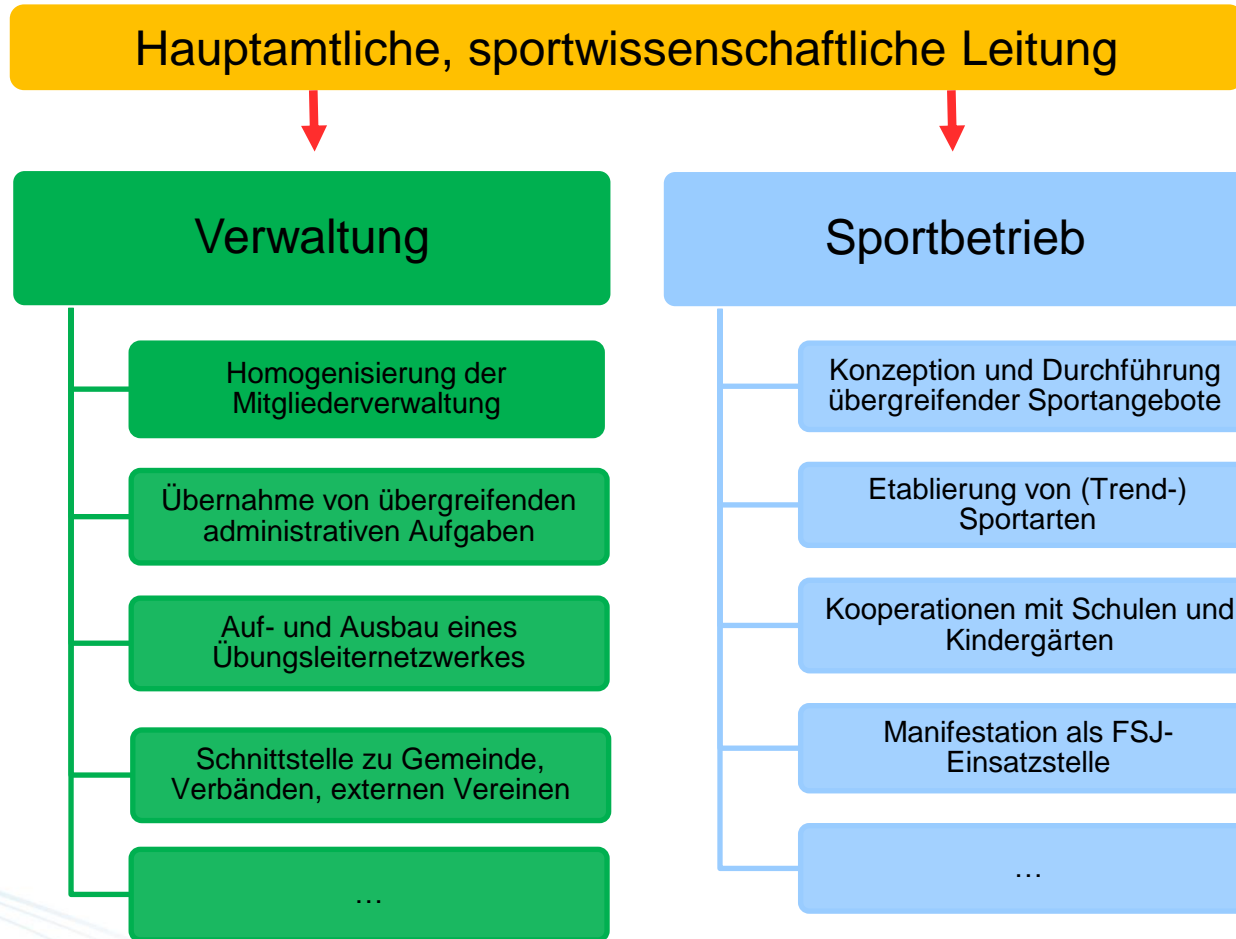 Hauptamtliche, sportwissenschaftliche Leitung
Verwaltung
Homogenisierung der
Mitgliederverwaltung
Übernahme von übergreifenden
administrativen Aufgaben
Auf- und Ausbau eines
Übungsleiternetzwerkes
Schnittstelle zu Gemeinde,
Verbänden, externen Vereinen
…
Sportbetrieb
Konzeption und Durchführung
übergreifender Sportangebote
Etablierung von (Trend-)
Sportarten
Kooperationen mit Schulen und
Kindergärten
Manifestation als FSJ-
Einsatzstelle
…